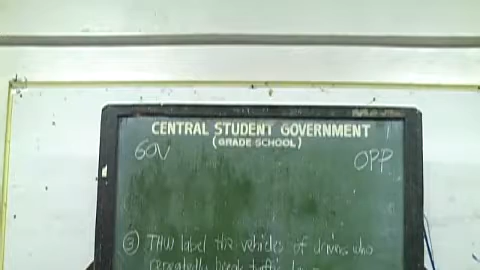 CENTRAL STUDENT GOVERNMENT
(GRADE SCHOOL)
GOV
OPP
③ THW label the vehicles of drivers who
repeatedly break traffic